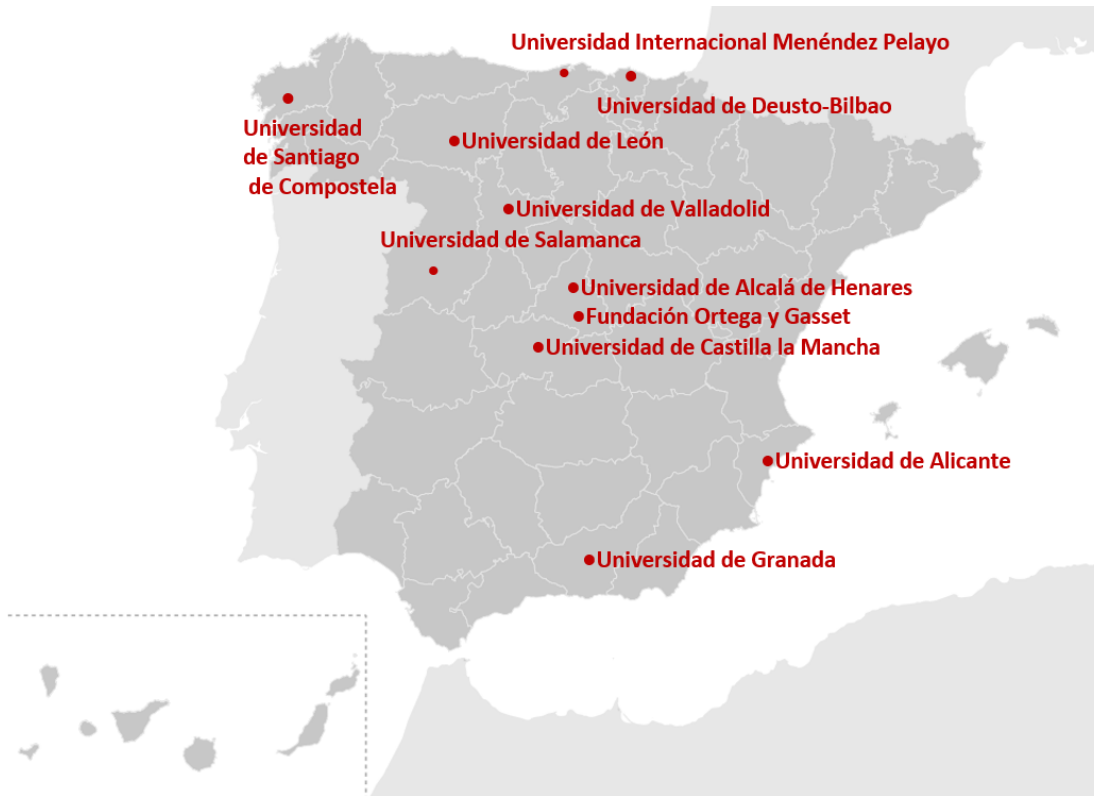 Universidad Internacional Menéndez Pelayo
Universidad de Deusto-Bilbao
Universidad
de Santiago
de Compostela
Universidad de León
Universidad de Valladolid
Universidad de Salamanca
Universidad de Alcalá de Henares
Fundación Ortega y Gasset
Universidad de Castilla la Mancha
Universidad de Alicante
Universidad de Granada